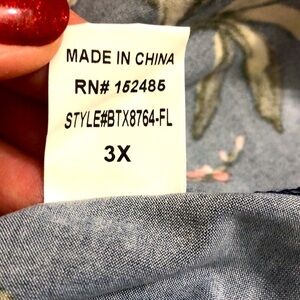 MADE IN CHINA
RN# 152485
STYLE#BTX8764-FL
3X